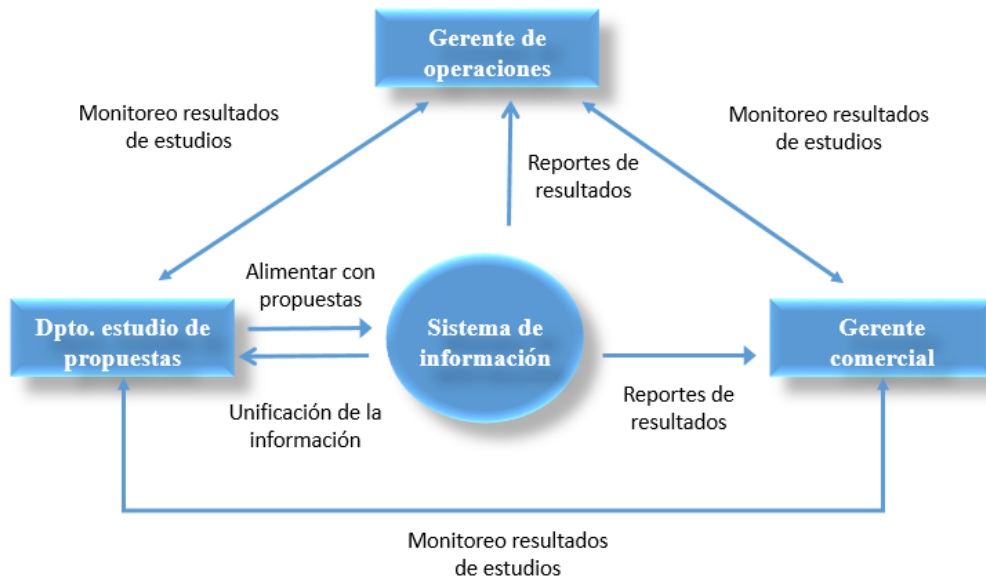 Gerente de
operaciones
Monitoreo resultados
de estudios
Monitoreo resultados
de estudios
Reportes de
resultados
Alimentar con
propuestas
Dpto. estudio de
propuestas
Sistema de
información
Gerente
comercial
Unificación de la
información
Reportes de
resultados
Monitoreo resultados
de estudios